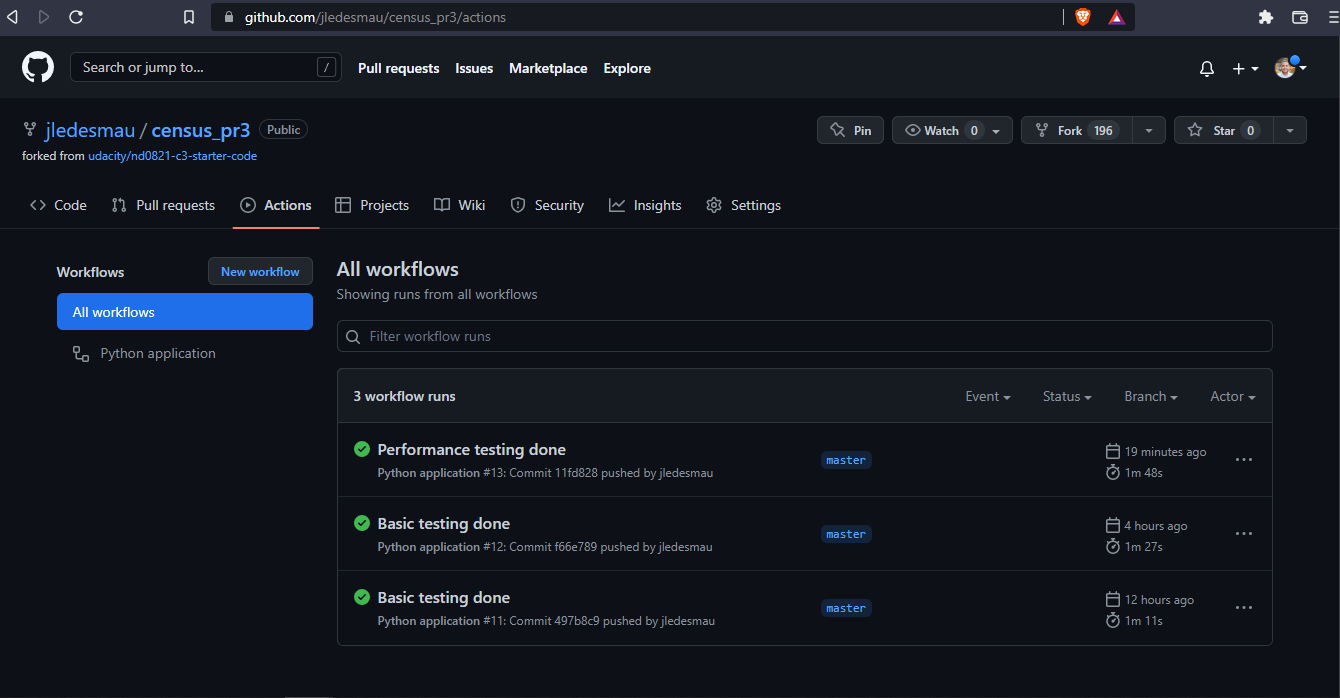 github.com/jledesmau/census_pr3/actions
Search or jump to... / Pull requests Issues Marketplace Explore
jledesmau / census_pr3 Public
Pin Watch 0 Fork 196 Star 0
forked from udacity/nd0821-c3-starter-code
Code Pull requests Actions Projects Wiki Security Insights Settings
Workflows New workflow
All workflows
Python application
All workflows
Showing runs from all workflows
Filter workflow runs
3 workflow runs Event Status Branch Actor
Performance testing done
Python application #13: Commit 11fd828 pushed by jledesmau
master
19 minutes ago
1m 48s
Basic testing done
Python application #12: Commit f66e789 pushed by jledesmau
master
4 hours ago
1m 27s
Basic testing done
Python application #11: Commit 497b8c9 pushed by jledesmau
master
12 hours ago
1m 11s